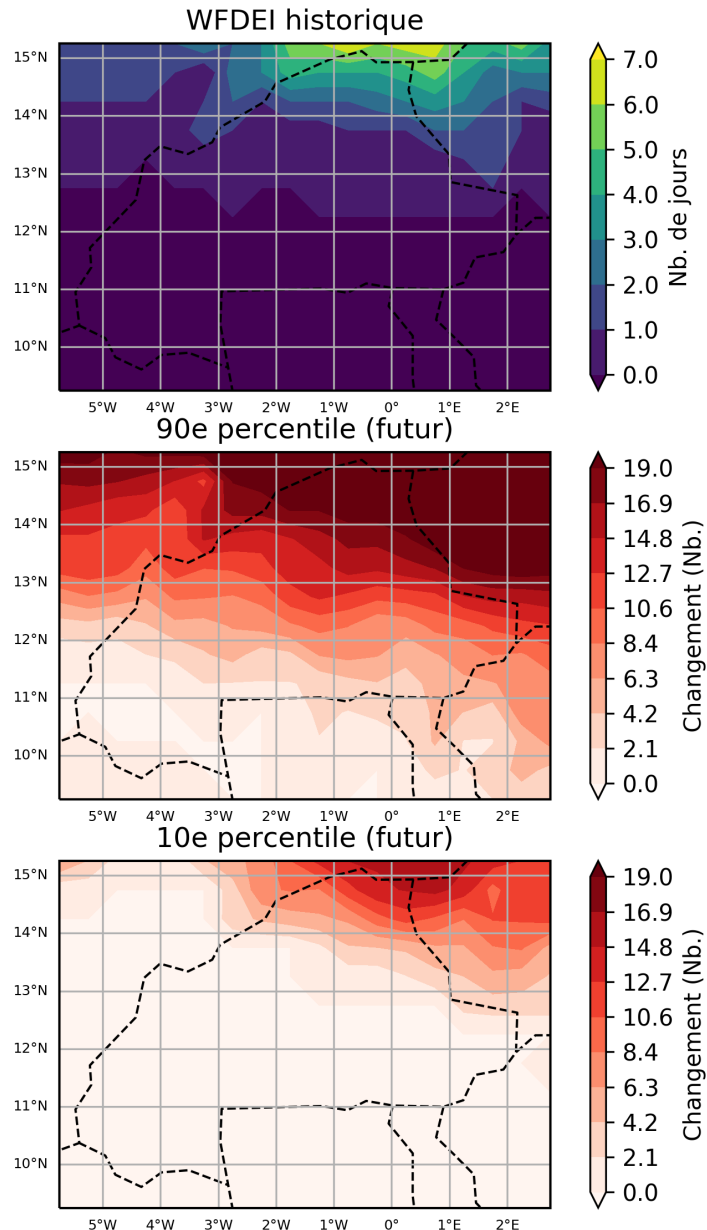 WFDEI historique
15°N
14°N
13°N
12°N
11°N
10°N
5°W 4°W 3°W 2°W 1°W 0° 1°E 2°E
7.0
6.0
5.0
4.0
3.0
2.0
1.0
0.0
Nb. de jours
90e percentile (futur)
15°N
14°N
13°N
12°N
11°N
10°N
5°W 4°W 3°W 2°W 1°W 0° 1°E 2°E
19.0
16.9
14.8
12.7
10.6
8.4
6.3
4.2
2.1
0.0
Changement (Nb.)
10e percentile (futur)
15°N
14°N
13°N
12°N
11°N
10°N
5°W 4°W 3°W 2°W 1°W 0° 1°E 2°E
19.0
16.9
14.8
12.7
10.6
8.4
6.3
4.2
2.1
0.0
Changement (Nb.)